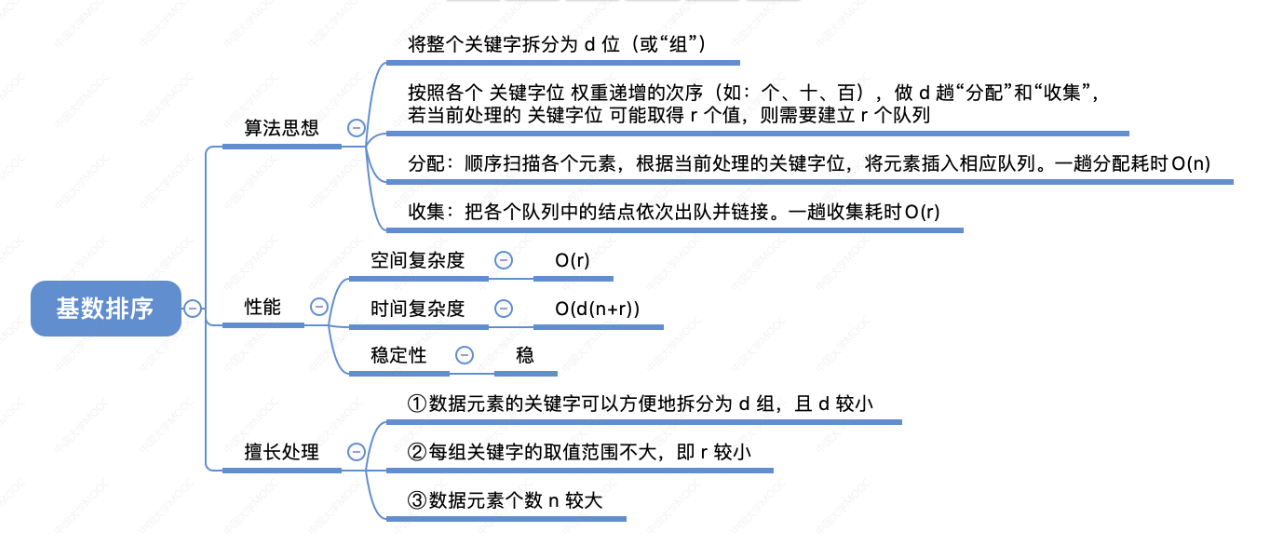 将整个关键字拆分为 d 位（或“组”）
按照各个 关键字位 权重递增的次序（如：个、十、百），做 d 趟“分配”和“收集”，
若当前处理的 关键字位 可能取得 r 个值，则需要建立 r 个队列
算法思想
分配：顺序扫描各个元素，根据当前处理的关键字位，将元素插入相应队列。一趟分配耗时O(n)
收集：把各个队列中的结点依次出队并链接。一趟收集耗时O(r)
基数排序
空间复杂度 O(r)
性能
时间复杂度 O(d(n+r))
稳定性 稳
①数据元素的关键字可以方便地拆分为 d 组，且 d 较小
擅长处理
②每组关键字的取值范围不大，即 r 较小
③数据元素个数 n 较大
中国大学MOOC